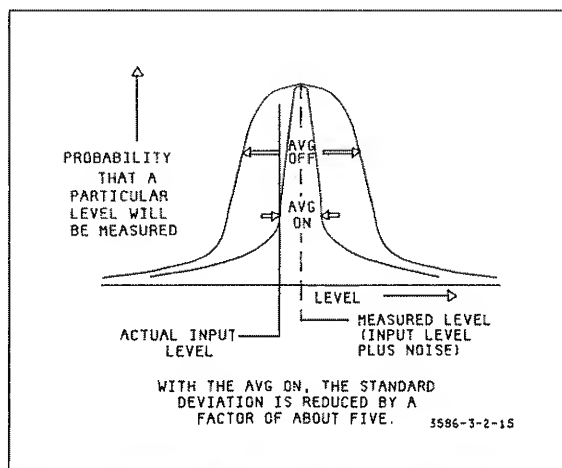 PROBABILITY
THAT A
PARTICULAR
LEVEL WILL
BE MEASURED
AVG
OFF
AVG
ON
LEVEL
ACTUAL INPUT
LEVEL
MEASURED LEVEL
(INPUT LEVEL
PLUS NOISE)
WITH THE AVG ON, THE STANDARD
DEVIATION IS REDUCED BY A
FACTOR OF ABOUT FIVE.
3586-3-2-15